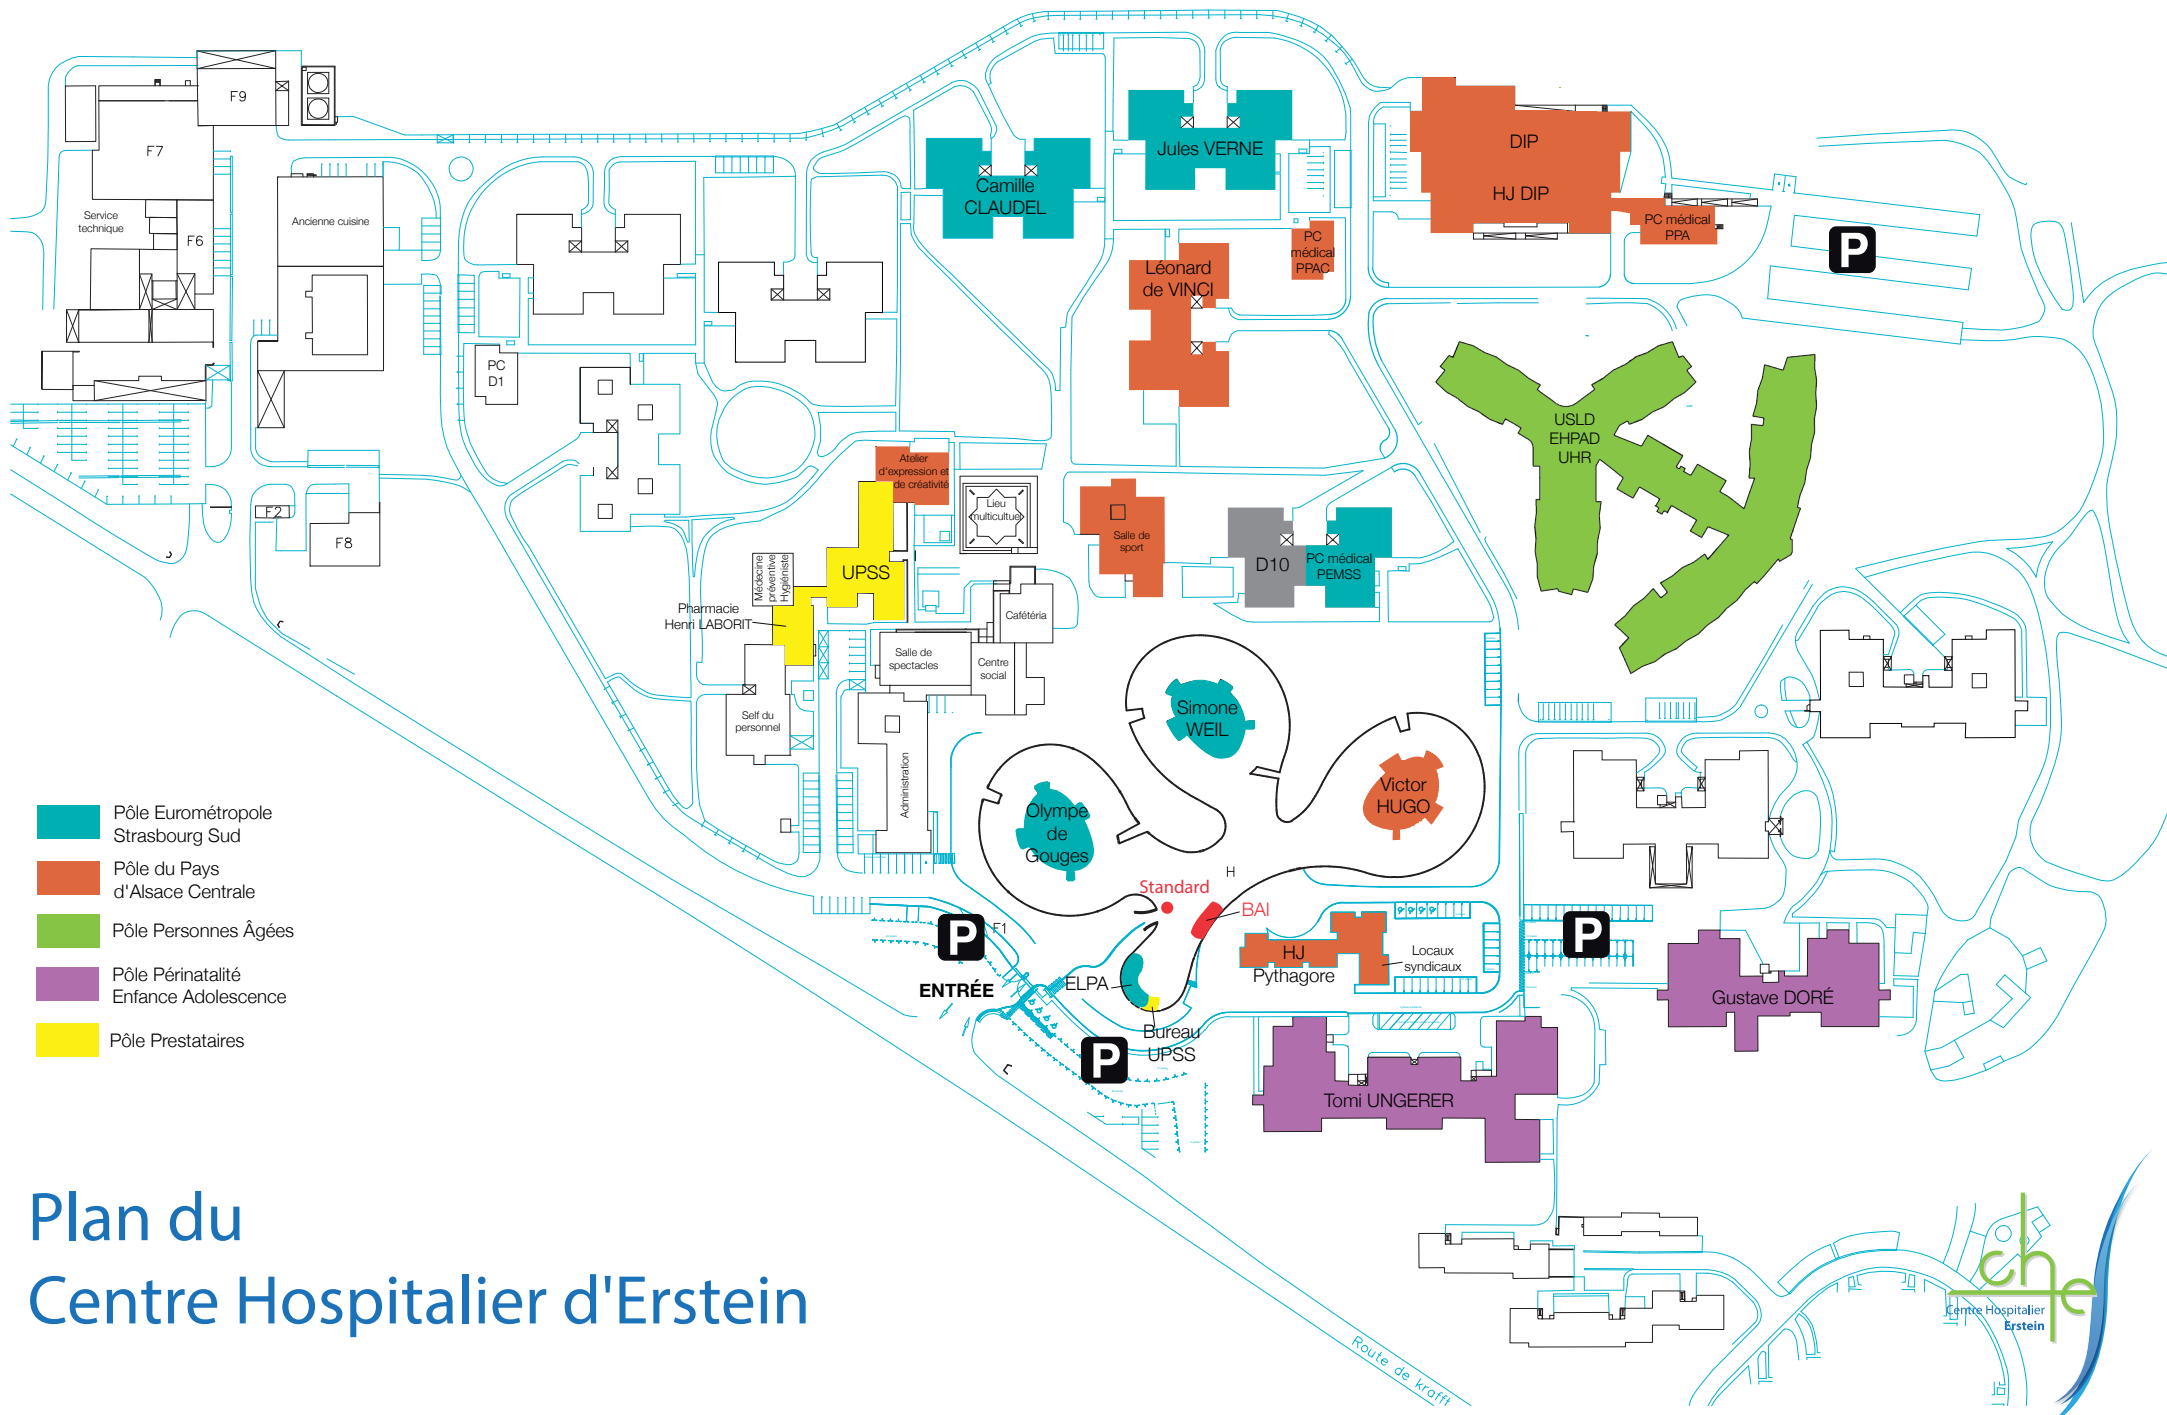 F9
F7
Service
technique
F6
Ancienne cuisine
PC
D1
F2
F8
Camille
CLAUDEL
Jules VERNE
DIP
HJ DIP
PC médical
PPA
P
PC
médical
PPAC
Léonard
de VINCI
USLD
EHPAD
UHR
Atelier
d'expression et
de créativité
Lieu
multicultuel
Salle de
sport
D10
PC médical
PEMSS
UPSS
Médecine
préventive
Hygiéniste
Pharmacie
Henri LABORIT
Cafétéria
Salle de
spectacles
Centre
social
Self du
personnel
Administration
Simone
WEIL
Victor
HUGO
Olympe
de
Gouges
H
Standard
BAI
P
F1
ENTRÉE
ELPA
Bureau
UPSS
P
HJ
Pythagore
Locaux
syndicaux
P
Gustave DORÉ
Tomi UNGERER
Pôle Eurométropole
Strasbourg Sud
Pôle du Pays
d'Alsace Centrale
Pôle Personnes Âgées
Pôle Périnatalité
Enfance Adolescence
Pôle Prestataires
Plan du
Centre Hospitalier d'Erstein
Route de krafft
che
Centre Hospitalier
Erstein